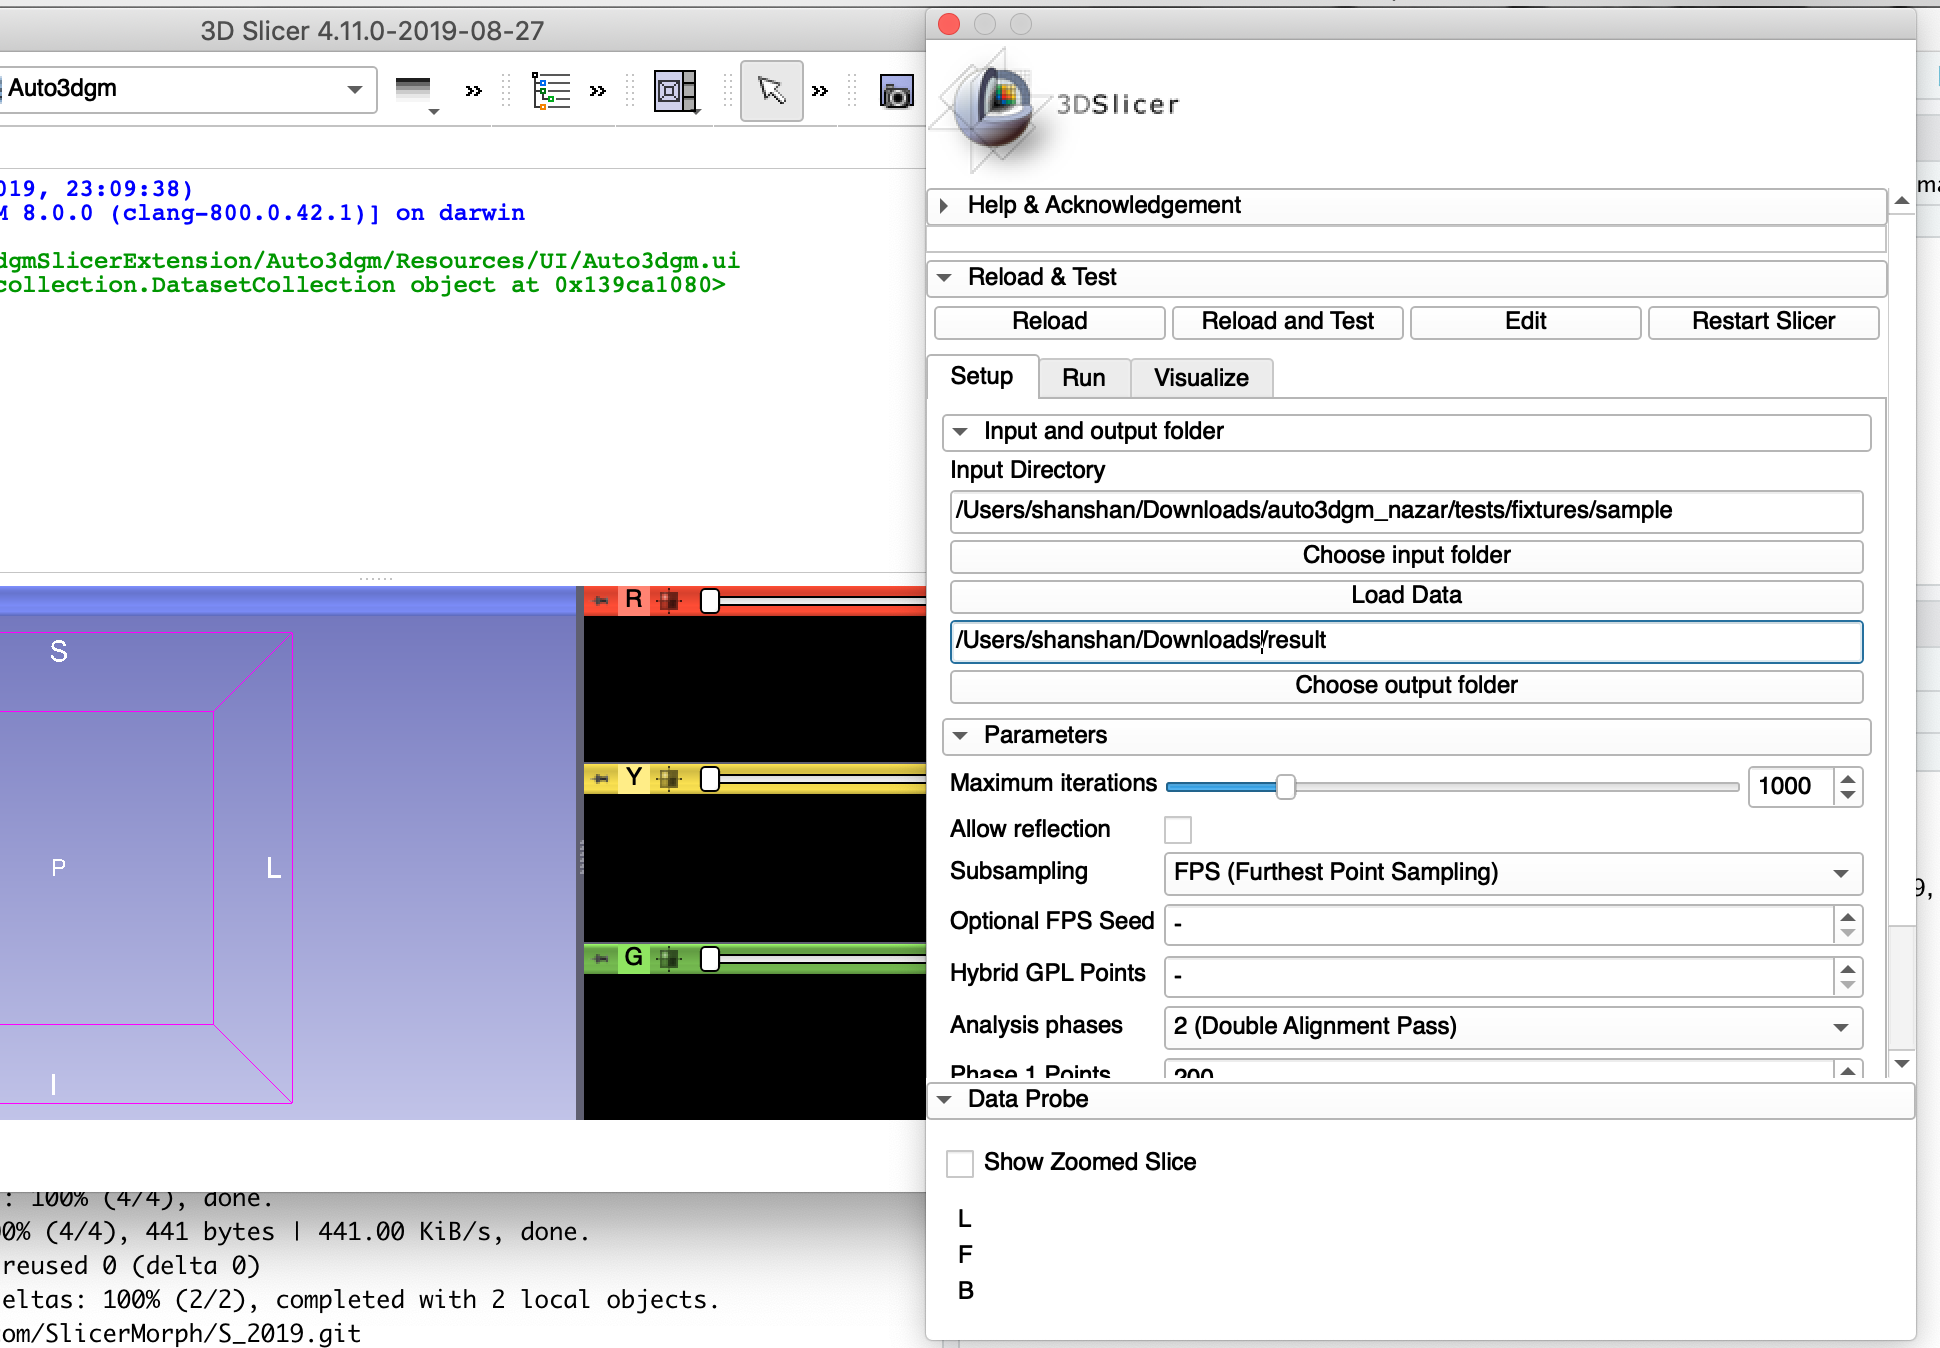 3D Slicer 4.11.0-2019-08-27
Auto3dgm
019, 23:09:38)
M 8.0.0 (clang-800.0.42.1)] on darwin
dgmSlicerExtension/Auto3dgm/Resources/UI/Auto3dgm.ui
collection.DatasetCollection object at 0x139ca1080>
S
P
L
I
R
Y
G
: 100% (4/4), done.
00% (4/4), 441 bytes | 441.00 KiB/s, done.
reused 0 (delta 0)
eltas: 100% (2/2), completed with 2 local objects.
om/SlicerMorph/S_2019.git
3DSlicer
Help & Acknowledgement
Reload & Test
Reload
Reload and Test
Edit
Restart Slicer
Setup
Run
Visualize
Input and output folder
Input Directory
/Users/shanshan/Downloads/auto3dgm_nazar/tests/fixtures/sample
Choose input folder
Load Data
/Users/shanshan/Downloads/result
Choose output folder
Parameters
Maximum iterations 1000
Allow reflection
Subsampling FPS (Furthest Point Sampling)
Optional FPS Seed -
Hybrid GPL Points -
Analysis phases 2 (Double Alignment Pass)
Phase 1 Points 200
Data Probe
Show Zoomed Slice
L
F
B
ma
9,